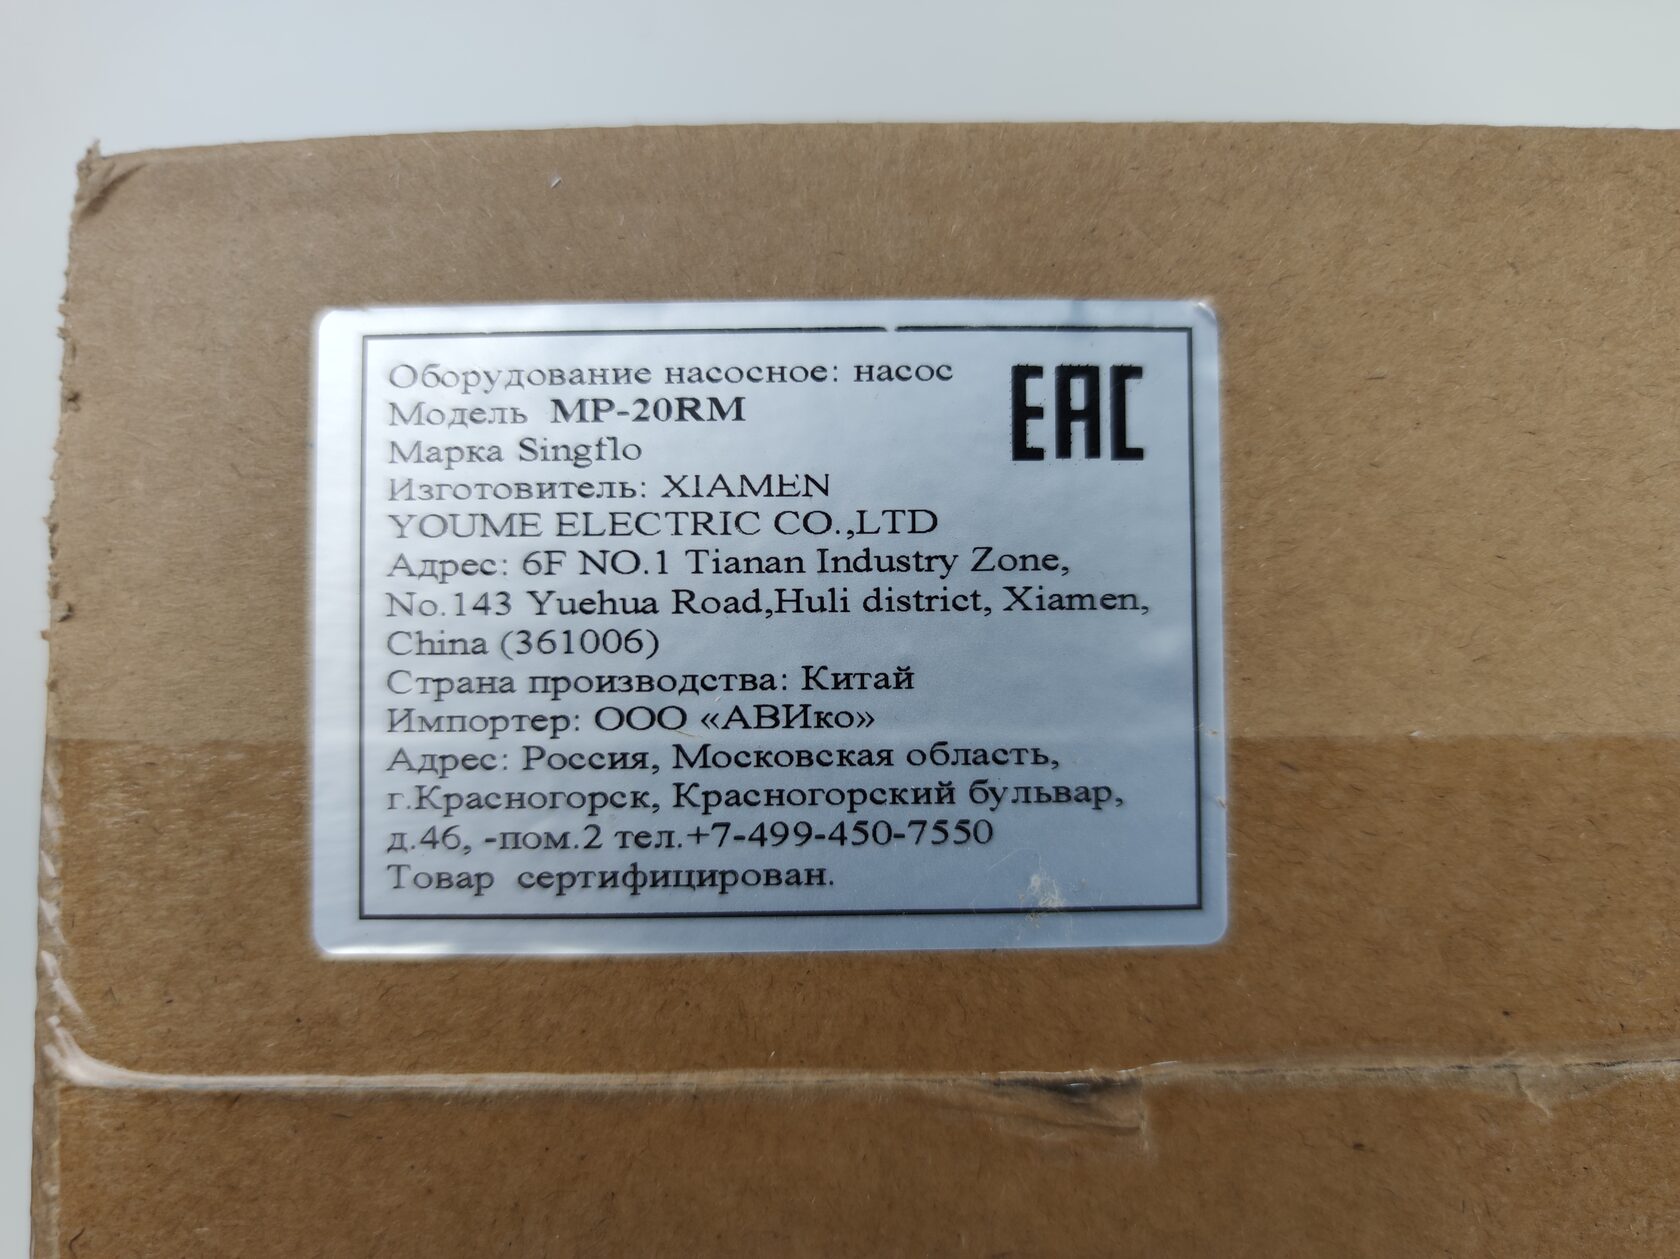 Оборудование насосное: насос
EAC
Модель MP-20RM
Марка Singflo
Изготовитель: XIAMEN
YOUME ELECTRIC CO.,LTD
Адрес: 6F NO.1 Tianan Industry Zone,
No.143 Yuehua Road,Huli district, Xiamen,
China (361006)
Страна производства: Китай
Импортер: ООО «АВИко»
Адрес: Россия, Московская область,
г.Красногорск, Красногорский бульвар,
д.46, -пом.2 тел.+7-499-450-7550
Товар сертифицирован.